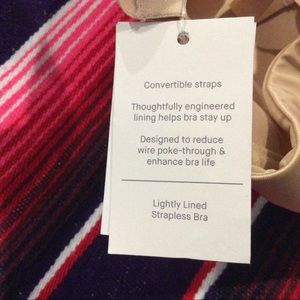 Convertible straps
Thoughtfully engineered
lining helps bra stay up
Designed to reduce
wire poke-through &
enhance bra life
Lightly Lined
Strapless Bra